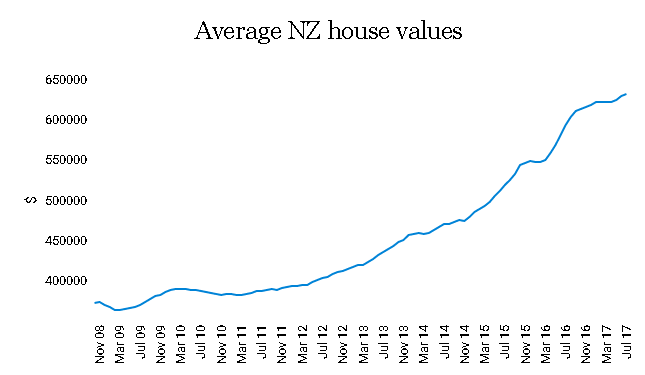 Average NZ house values
650000
600000
550000
500000
450000
400000
$
Nov 08
Mar 09
Jul 09
Nov 09
Mar 10
Jul 10
Nov 10
Mar 11
Jul 11
Nov 11
Mar 12
Jul 12
Nov 12
Mar 13
Jul 13
Nov 13
Mar 14
Jul 14
Nov 14
Mar 15
Jul 15
Nov 15
Mar 16
Jul 16
Nov 16
Mar 17
Jul 17